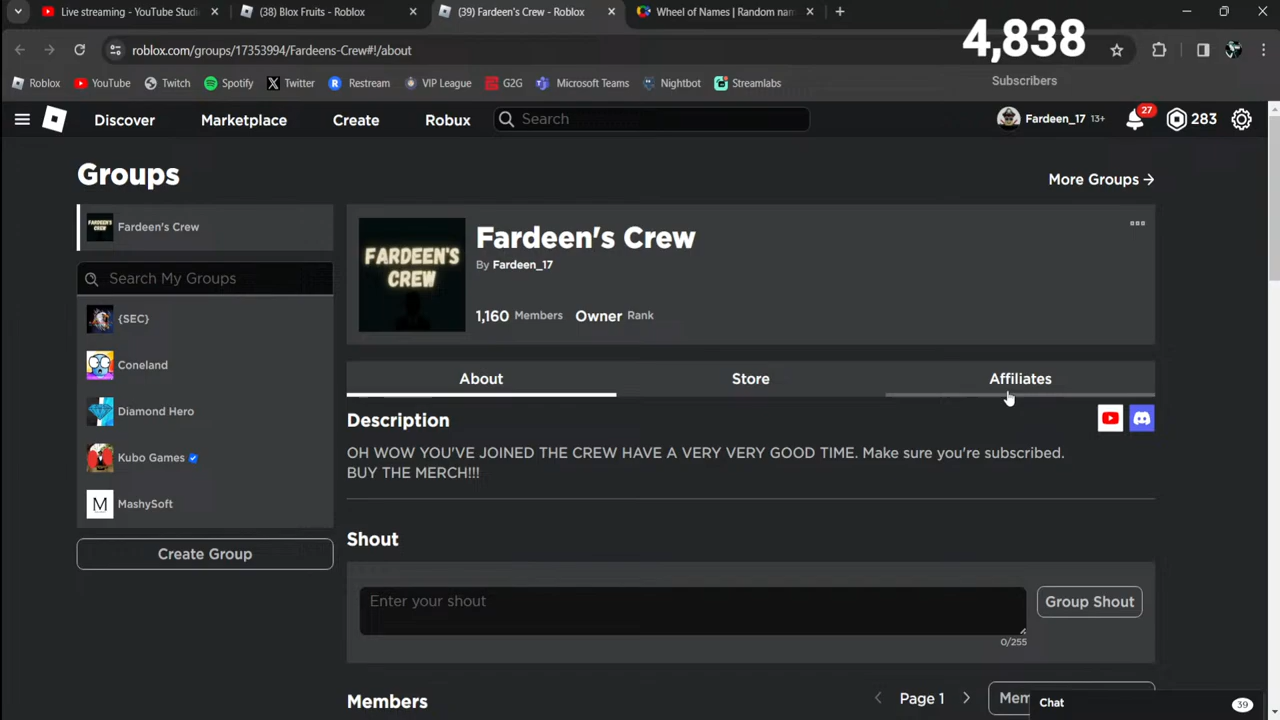 Live streaming - YouTube Studi
(38) Blox Fruits - Roblox
(39) Fardeen's Crew - Roblox
Wheel of Names | Random nam
roblox.com/groups/17353994/Fardeens-Crew#!/about
4,838
Subscribers
Roblox
YouTube
Twitch
Spotify
Twitter
Restream
VIP League
G2G
Microsoft Teams
Nightbot
Streamlabs
Discover
Marketplace
Create
Robux
Search
Fardeen_17 13+
27
283
Groups
More Groups →
Fardeen's Crew
Search My Groups
{SEC}
Coneland
Diamond Hero
Kubo Games
M MashySoft
Create Group
FARDEEN'S
CREW
Fardeen's Crew
By Fardeen_17
1,160 Members Owner Rank
About
Store
Affiliates
Description
OH WOW YOU'VE JOINED THE CREW HAVE A VERY VERY GOOD TIME. Make sure you're subscribed.
BUY THE MERCH!!!
Shout
Enter your shout
Group Shout
0/255
Members
Page 1
Mem
Chat
39